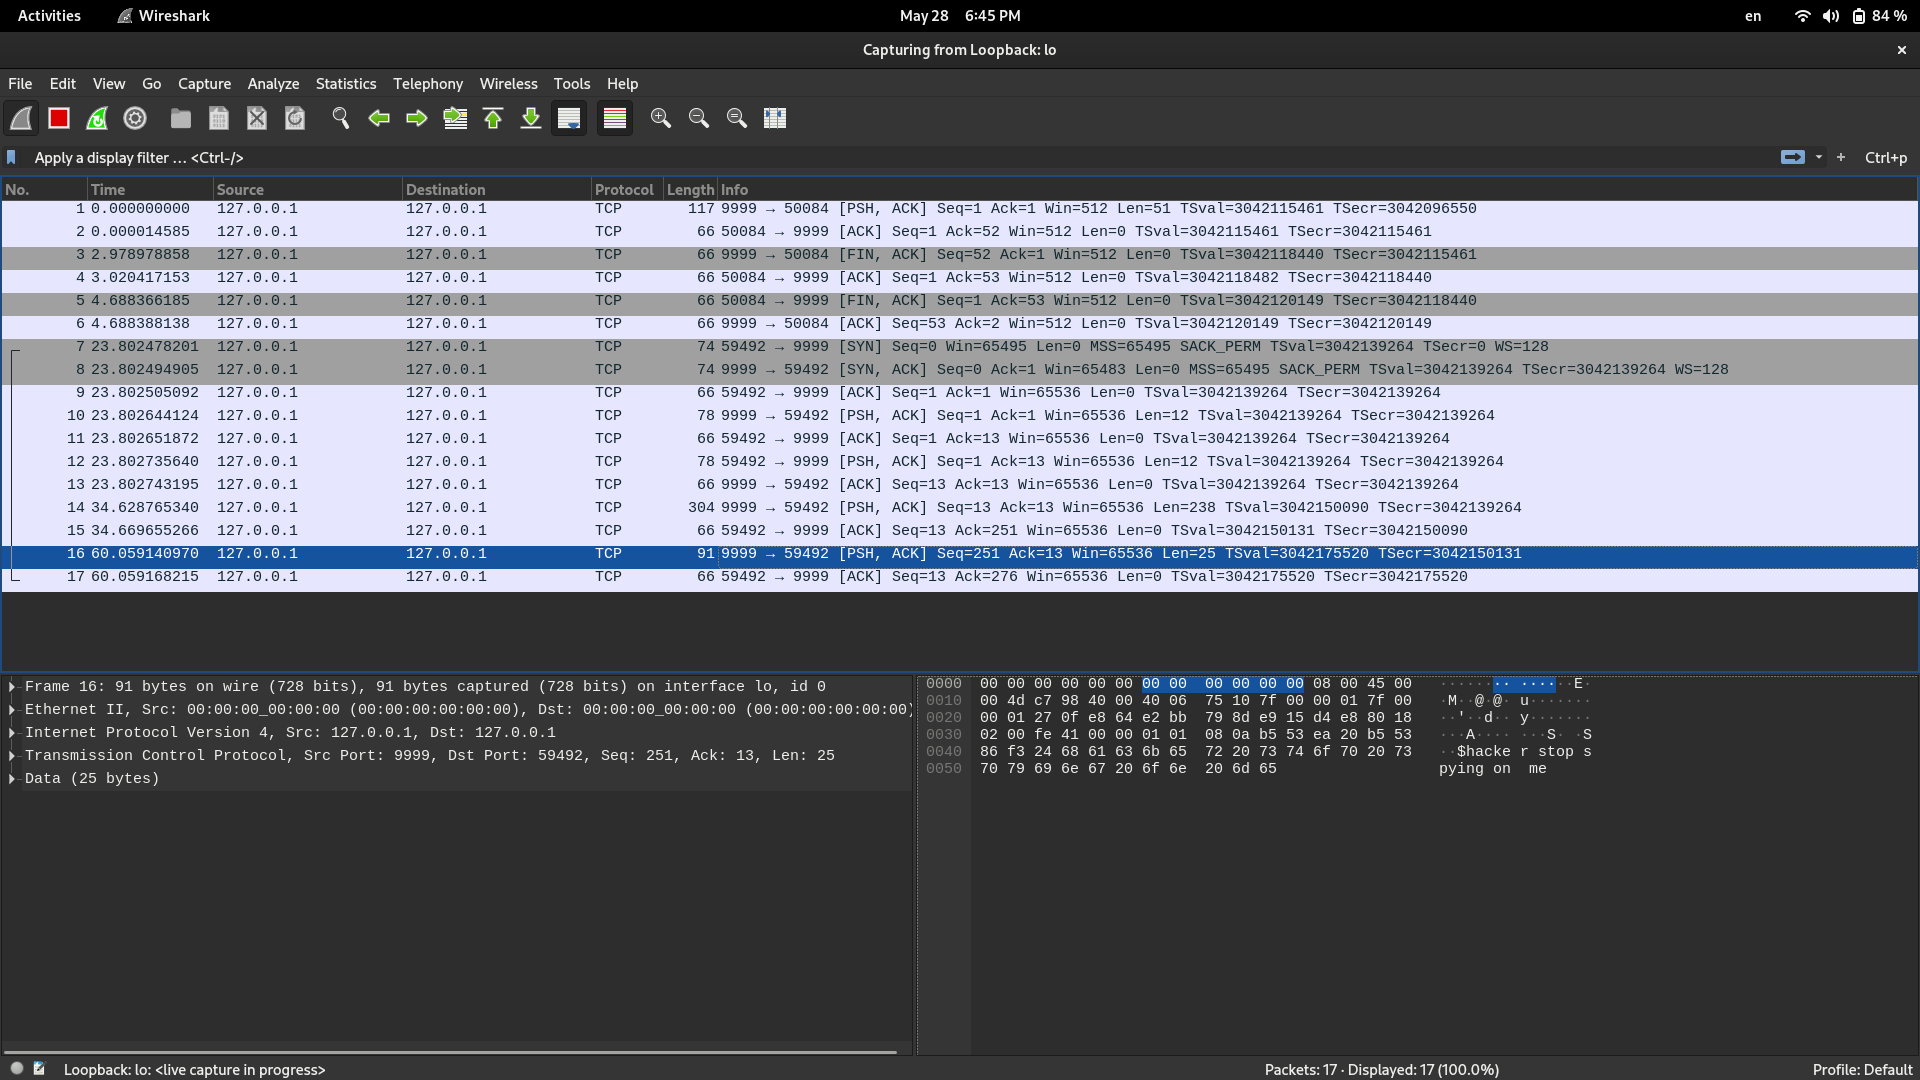 Activities Wireshark May 28 6:45 PM en 84 %
Capturing from Loopback: lo
File Edit View Go Capture Analyze Statistics Telephony Wireless Tools Help
Apply a display filter … <Ctrl-/> Ctrl+p
No. Time Source Destination Protocol Length Info
1 0.000000000 127.0.0.1 127.0.0.1 TCP 117 9999 → 50084 [PSH, ACK] Seq=1 Ack=1 Win=512 Len=51 TSval=3042115461 TSecr=3042096550
2 0.000014585 127.0.0.1 127.0.0.1 TCP 66 50084 → 9999 [ACK] Seq=1 Ack=52 Win=512 Len=0 TSval=3042115461 TSecr=3042115461
3 2.978978858 127.0.0.1 127.0.0.1 TCP 66 9999 → 50084 [FIN, ACK] Seq=52 Ack=1 Win=512 Len=0 TSval=3042118440 TSecr=3042115461
4 3.020417153 127.0.0.1 127.0.0.1 TCP 66 50084 → 9999 [ACK] Seq=1 Ack=53 Win=512 Len=0 TSval=3042118482 TSecr=3042118440
5 4.688366185 127.0.0.1 127.0.0.1 TCP 66 50084 → 9999 [FIN, ACK] Seq=1 Ack=53 Win=512 Len=0 TSval=3042120149 TSecr=3042118440
6 4.688388138 127.0.0.1 127.0.0.1 TCP 66 9999 → 50084 [ACK] Seq=53 Ack=2 Win=512 Len=0 TSval=3042120149 TSecr=3042120149
7 23.802478201 127.0.0.1 127.0.0.1 TCP 74 59492 → 9999 [SYN] Seq=0 Win=65495 Len=0 MSS=65495 SACK_PERM TSval=3042139264 TSecr=0 WS=128
8 23.802494905 127.0.0.1 127.0.0.1 TCP 74 9999 → 59492 [SYN, ACK] Seq=0 Ack=1 Win=65483 Len=0 MSS=65495 SACK_PERM TSval=3042139264 TSecr=3042139264 WS=128
9 23.802505092 127.0.0.1 127.0.0.1 TCP 66 59492 → 9999 [ACK] Seq=1 Ack=1 Win=65536 Len=0 TSval=3042139264 TSecr=3042139264
10 23.802644124 127.0.0.1 127.0.0.1 TCP 78 9999 → 59492 [PSH, ACK] Seq=1 Ack=1 Win=65536 Len=12 TSval=3042139264 TSecr=3042139264
11 23.802651872 127.0.0.1 127.0.0.1 TCP 66 59492 → 9999 [ACK] Seq=1 Ack=13 Win=65536 Len=0 TSval=3042139264 TSecr=3042139264
12 23.802735640 127.0.0.1 127.0.0.1 TCP 78 59492 → 9999 [PSH, ACK] Seq=1 Ack=13 Win=65536 Len=12 TSval=3042139264 TSecr=3042139264
13 23.802743195 127.0.0.1 127.0.0.1 TCP 66 9999 → 59492 [ACK] Seq=13 Ack=13 Win=65536 Len=0 TSval=3042139264 TSecr=3042139264
14 34.628765340 127.0.0.1 127.0.0.1 TCP 304 9999 → 59492 [PSH, ACK] Seq=13 Ack=13 Win=65536 Len=238 TSval=3042150090 TSecr=3042139264
15 34.669655266 127.0.0.1 127.0.0.1 TCP 66 59492 → 9999 [ACK] Seq=13 Ack=251 Win=65536 Len=0 TSval=3042150131 TSecr=3042150090
16 60.059140970 127.0.0.1 127.0.0.1 TCP 91 9999 → 59492 [PSH, ACK] Seq=251 Ack=13 Win=65536 Len=25 TSval=3042175520 TSecr=3042150131
17 60.059168215 127.0.0.1 127.0.0.1 TCP 66 59492 → 9999 [ACK] Seq=13 Ack=276 Win=65536 Len=0 TSval=3042175520 TSecr=3042175520
Frame 16: 91 bytes on wire (728 bits), 91 bytes captured (728 bits) on interface lo, id 0
Ethernet II, Src: 00:00:00_00:00:00 (00:00:00:00:00:00), Dst: 00:00:00_00:00:00 (00:00:00:00:00:00)
Internet Protocol Version 4, Src: 127.0.0.1, Dst: 127.0.0.1
Transmission Control Protocol, Src Port: 9999, Dst Port: 59492, Seq: 251, Ack: 13, Len: 25
Data (25 bytes)
0000 00 00 00 00 00 00 00 00 00 00 00 00 08 00 45 00 ········ ······E·
0010 00 4d c7 98 40 00 40 06 75 10 7f 00 00 01 7f 00 ·M··@·@· u·······
0020 00 01 27 0f e8 64 e2 bb 79 8d e9 15 d4 e8 80 18 ··'··d·· y·······
0030 02 00 fe 41 00 00 01 01 08 0a b5 53 ea 20 b5 53 ···A···· ···S· ·S
0040 86 f3 24 68 61 63 6b 65 72 20 73 74 6f 70 20 73 ··$hacke r stop s
0050 70 79 69 6e 67 20 6f 6e 20 6d 65 pying on me
Loopback: lo: <live capture in progress> Packets: 17 · Displayed: 17 (100.0%) Profile: Default